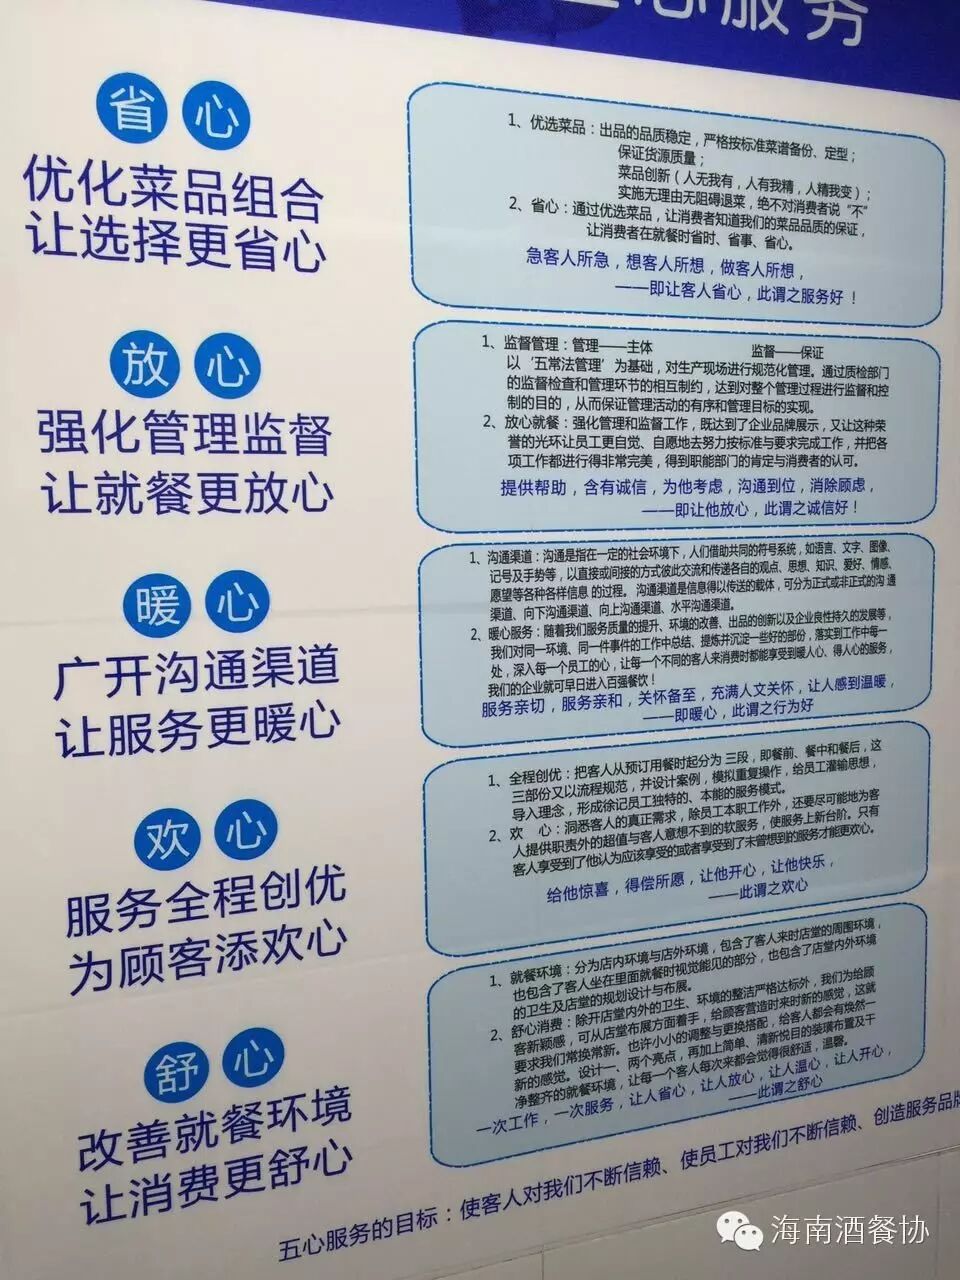 心服务
省心
优化菜品组合
让选择更省心
1、优选菜品：出品的品质稳定，严格按标准菜谱备份、定型；
保证货源质量；
菜品创新（人无我有，人有我精，人精我变）；
实施无理由无阻碍退菜，绝不对消费者说“不”
2、省心：通过优选菜品，让消费者知道我们的菜品品质的保证，
让消费者在就餐时省时、省事、省心。
急客人所急，想客人所想，做客人所想，
——即让客人省心，此谓之服务好！
放心
强化管理监督
让就餐更放心
1、监督管理：管理——主体 监督——保证
以‘五常法管理’为基础，对生产现场进行规范化管理。通过质检部门
的监督检查和管理环节的相互制约，达到对整个管理过程进行监督和控
制的目的，从而保证管理活动的有序和管理目标的实现。
2、放心就餐：强化管理和监督工作，既达到了企业品牌展示，又让这种荣
誉的光环让员工更自觉、自愿地去努力按标准与要求完成工作，并把各
项工作都进行得非常完美，得到职能部门的肯定与消费者的认可。
提供帮助，含有诚信，为他考虑，沟通到位，消除顾虑，
——即让他放心，此谓之诚信好！
暖心
广开沟通渠道
让服务更暖心
1、沟通渠道：沟通是指在一定的社会环境下，人们借助共同的符号系统，如语言、文字、图像、
记号及手势等，以直接或间接的方式彼此交流和传递各自的观点、思想、知识、爱好、情感、
愿望等各种各样信息的过程。沟通渠道是信息得以传送的载体，可分为正式或非正式的沟通
渠道、向下沟通渠道、向上沟通渠道、水平沟通渠道。
2、暖心服务：随着我们服务质量的提升、环境的改善、出品的创新以及企业良性持久的发展等，
我们对同一环境、同一件事件的工作中总结、提炼并沉淀一些好的部份，落实到工作中每一
处，深入每一个员工的心，让每一个不同的客人来消费时都能享受到暖人心、得人心的服务，
我们的企业就可早日进入百强餐饮！
服务亲切，服务亲和，关怀备至，充满人文关怀，让人感到温暖，
——即暖心，此谓之行为好
欢心
服务全程创优
为顾客添欢心
1、全程创优：把客人从预订用餐时起分为三段，即餐前、餐中和餐后，这
三部份又以流程规范，并设计案例，模拟重复操作，给员工灌输思想，
导入理念，形成徐记员工独特的、本能的服务模式。
2、欢 心：洞悉客人的真正需求，除员工本职工作外，还要尽可能地为客
人提供职责外的超值与客人意想不到的软服务，使服务上新台阶。只有
客人享受到了他认为应该享受的或者享受到了未曾想到的服务才能更欢心。
给他惊喜，得偿所愿，让他开心，让他快乐，
——此谓之欢心
舒心
改善就餐环境
让消费更舒心
1、就餐环境：分为店内环境与店外环境，包含了客人来时店堂的周围环境，
也包含了客人坐在里面就餐时视觉能见的部分，也包含了店堂内外环境
的卫生及店堂的规划设计与布展。
2、舒心消费：除开店堂内外的卫生、环境的整洁严格达标外，我们为给顾
客新颖感，可从店堂布展方面着手，给顾客营造时来时新的感觉，这就
要求我们常换常新。也许小小的调整与更换搭配，给客人都会有焕然一
新的感觉。设计一、两个亮点，再加上简单、清新悦目的装璜布置及干
净整齐的就餐环境，让每一个客人每次来都会觉得很舒适，温馨。
一次工作，一次服务，让人省心，让人放心，让人温心，让人开心，
——此谓之舒心
五心服务的目标：使客人对我们不断信赖、使员工对我们不断信赖、创造服务品牌
海南酒餐协